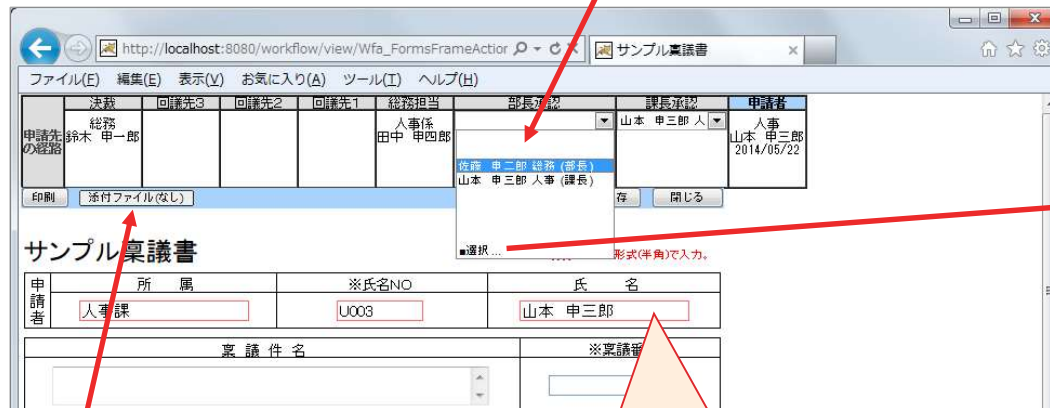 http://localhost:8080/workflow/view/Wfa_FormsFrameActior
サンプル稟議書
ファイル(F) 編集(E) 表示(V) お気に入り(A) ツール(T) ヘルプ(H)
決裁 回議先3 回議先2 回議先1 総務担当 部長承認 課長承認 申請者
申請先の経路
総務
鈴木 申一郎
人事係
田中 申四郎
山本 申三郎 人
人事
山本 申三郎
2014/05/22
佐藤 申二郎 総務 (部長)
山本 申三郎 人事 (課長)
■選択 ...
印刷 添付ファイル(なし) 存 閉じる
サンプル稟議書
形式(半角)で入力。
申請者
所 属 ※氏名NO 氏 名
人事課 U003 山本 申三郎
稟 議 件 名 ※稟議番